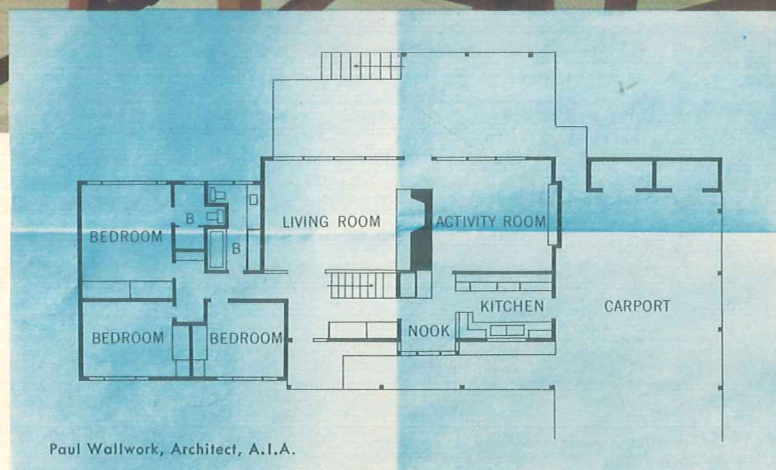 LIVING ROOM
ACTIVITY ROOM
B
BEDROOM
B
KITCHEN
CARPORT
BEDROOM
BEDROOM
NOOK
Paul Wallwork, Architect, A.I.A.